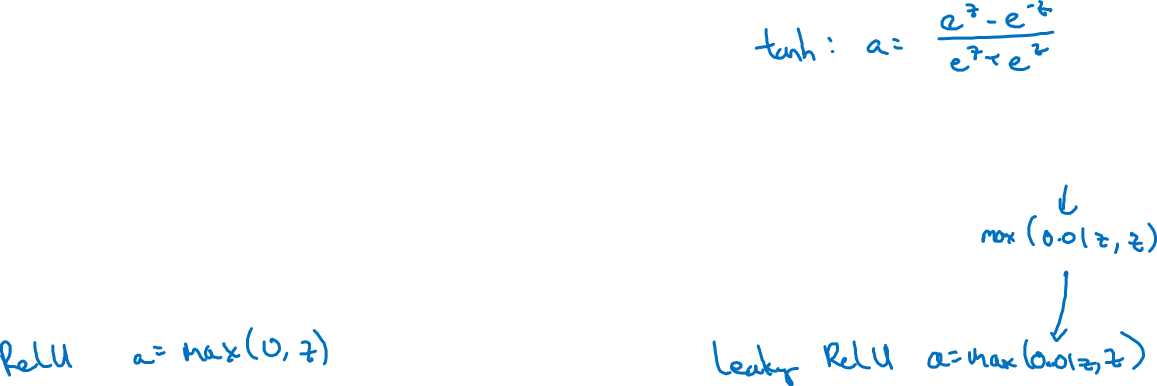 tanh: a = (e^z - e^-z) / (e^z + e^z)
max(0.01z, z)
ReLU a = max(0, z)
Leaky ReLU a = max(0.01z, z)